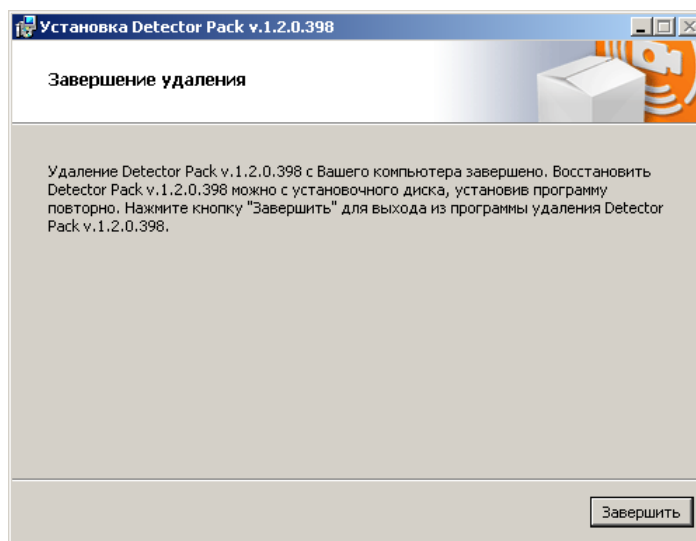 Установка Detector Pack v.1.2.0.398
Завершение удаления
Удаление Detector Pack v.1.2.0.398 с Вашего компьютера завершено. Восстановить
Detector Pack v.1.2.0.398 можно с установочного диска, установив программу
повторно. Нажмите кнопку "Завершить" для выхода из программы удаления Detector
Pack v.1.2.0.398.
Завершить